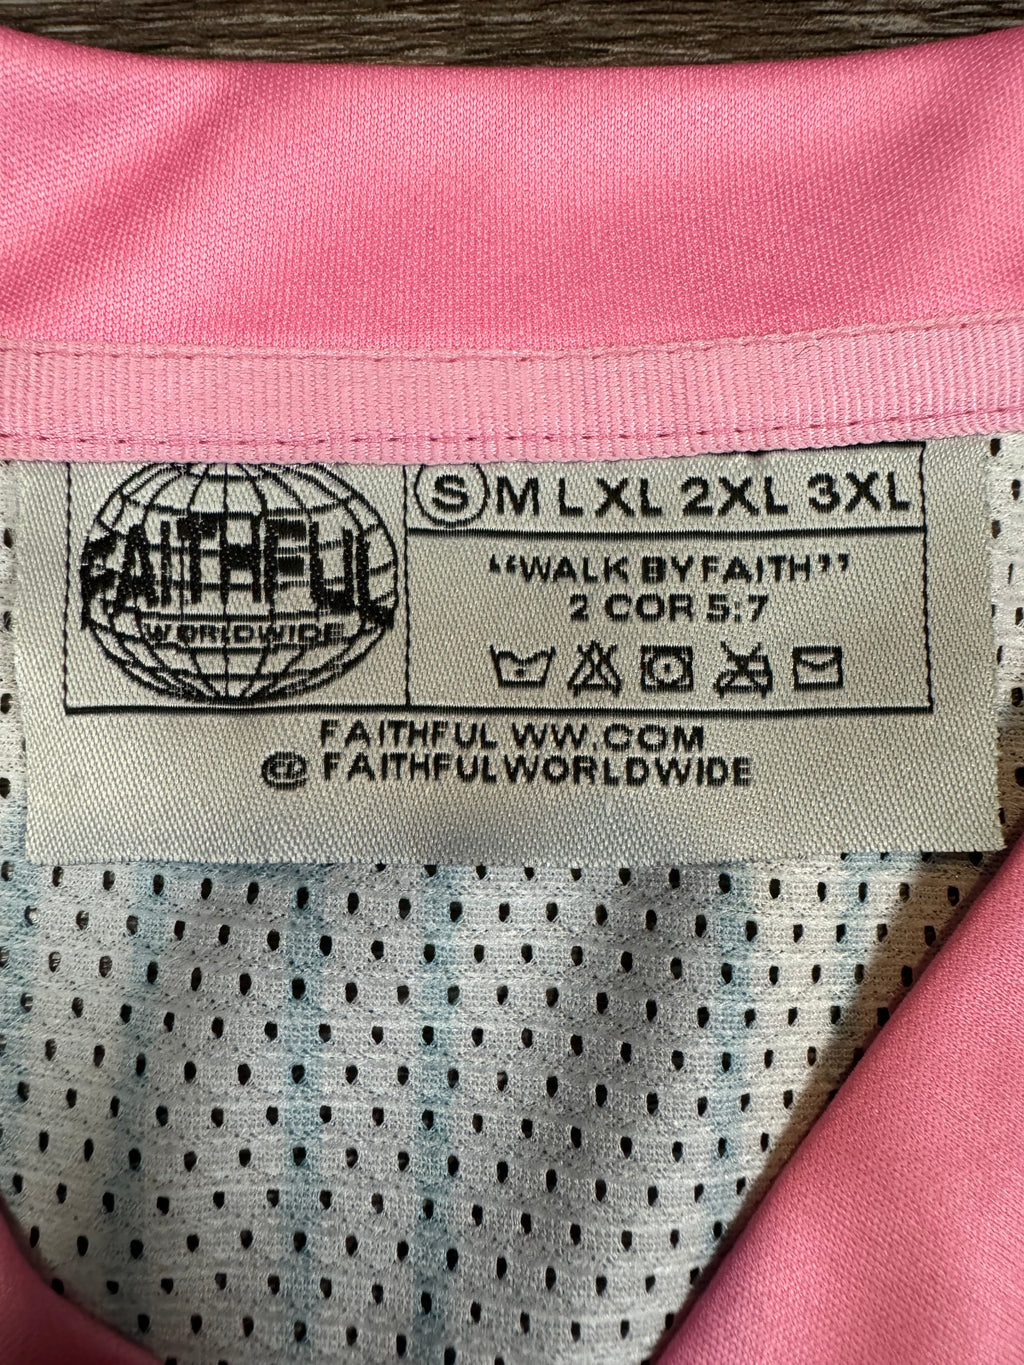 FAITHFUL
WORLDWIDE
S M L XL 2XL 3XL
“WALK BY FAITH”
2 COR 5:7
FAITHFUL WW.COM
@FAITHFULWORLDWIDE